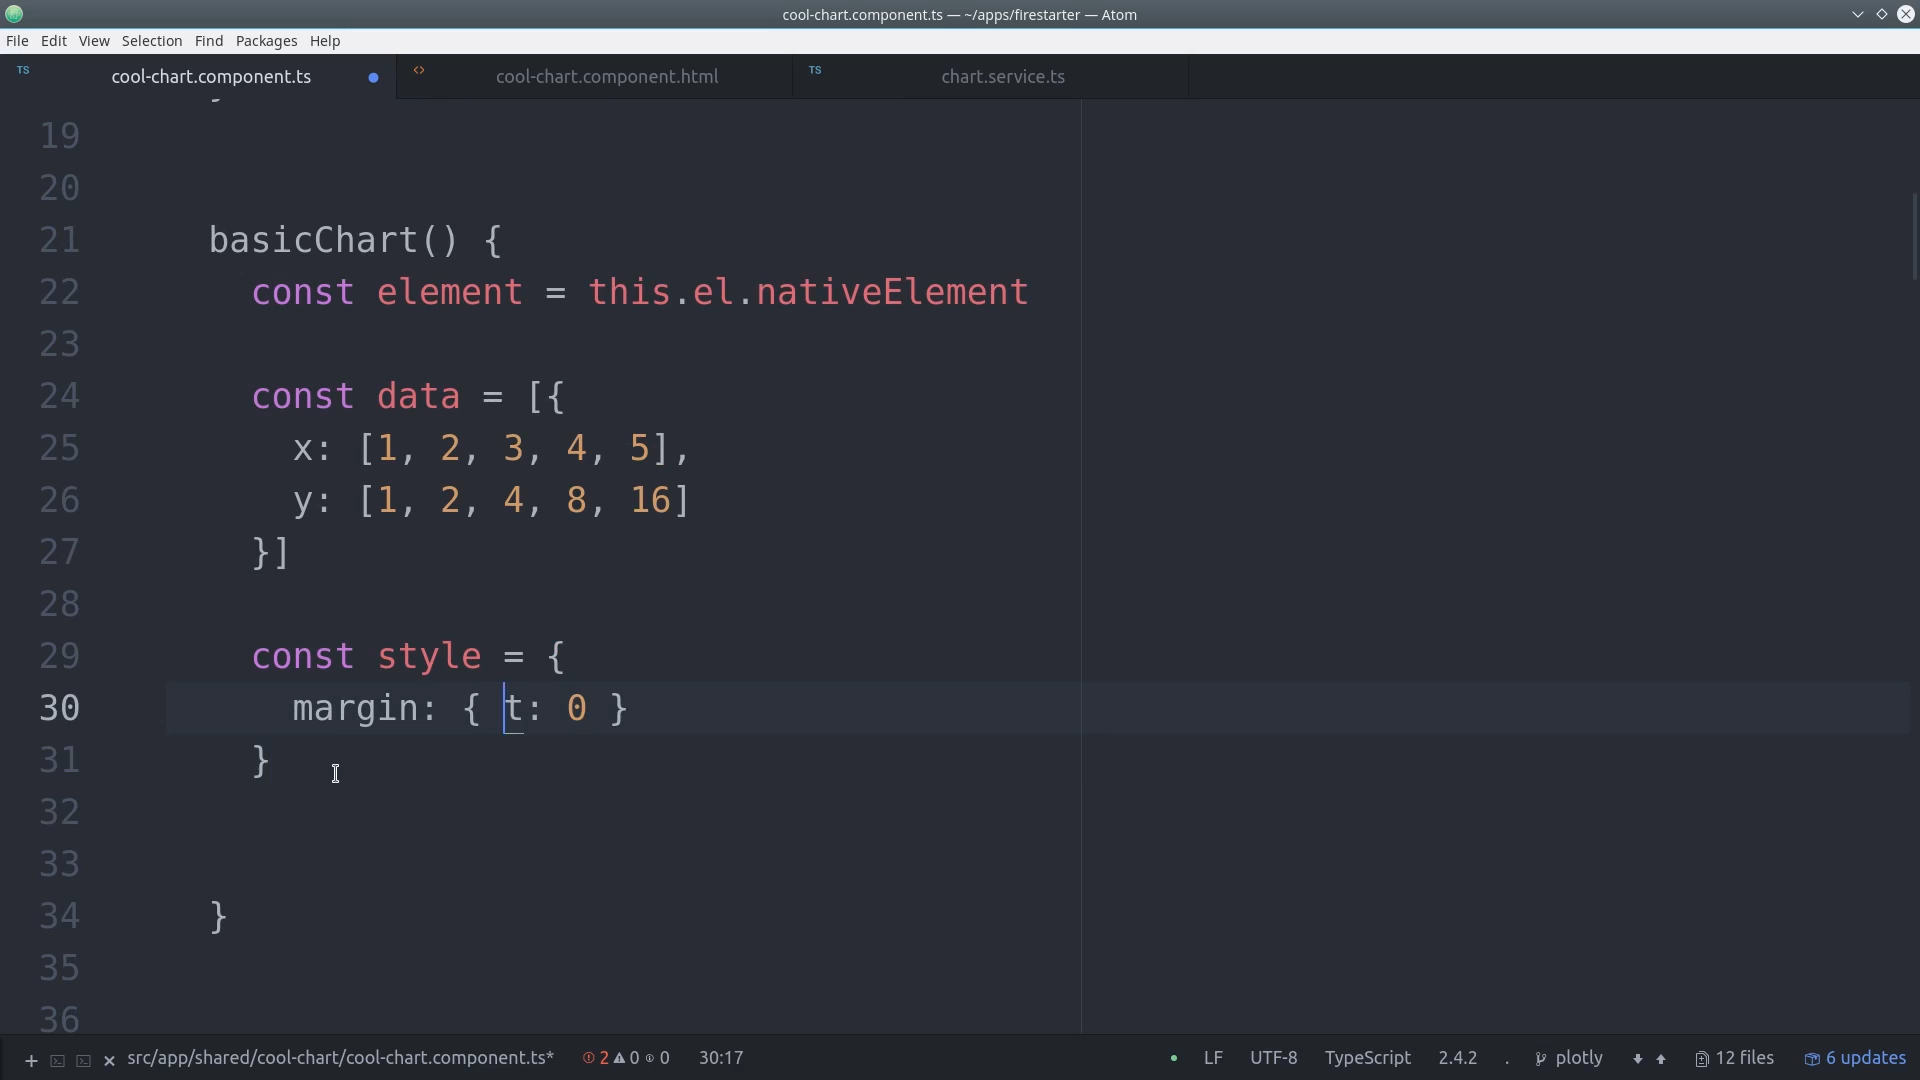 cool-chart.component.ts — ~/apps/firestarter — Atom
File Edit View Selection Find Packages Help
TS cool-chart.component.ts <> cool-chart.component.html TS chart.service.ts
19
20
21 basicChart() {
22 const element = this.el.nativeElement
23
24 const data = [{
25 x: [1, 2, 3, 4, 5],
26 y: [1, 2, 4, 8, 16]
27 }]
28
29 const style = {
30 margin: { t: 0 }
31 }
32
33
34 }
35
36
src/app/shared/cool-chart/cool-chart.component.ts* 2 0 0 30:17 LF UTF-8 TypeScript 2.4.2 . plotly 12 files 6 updates